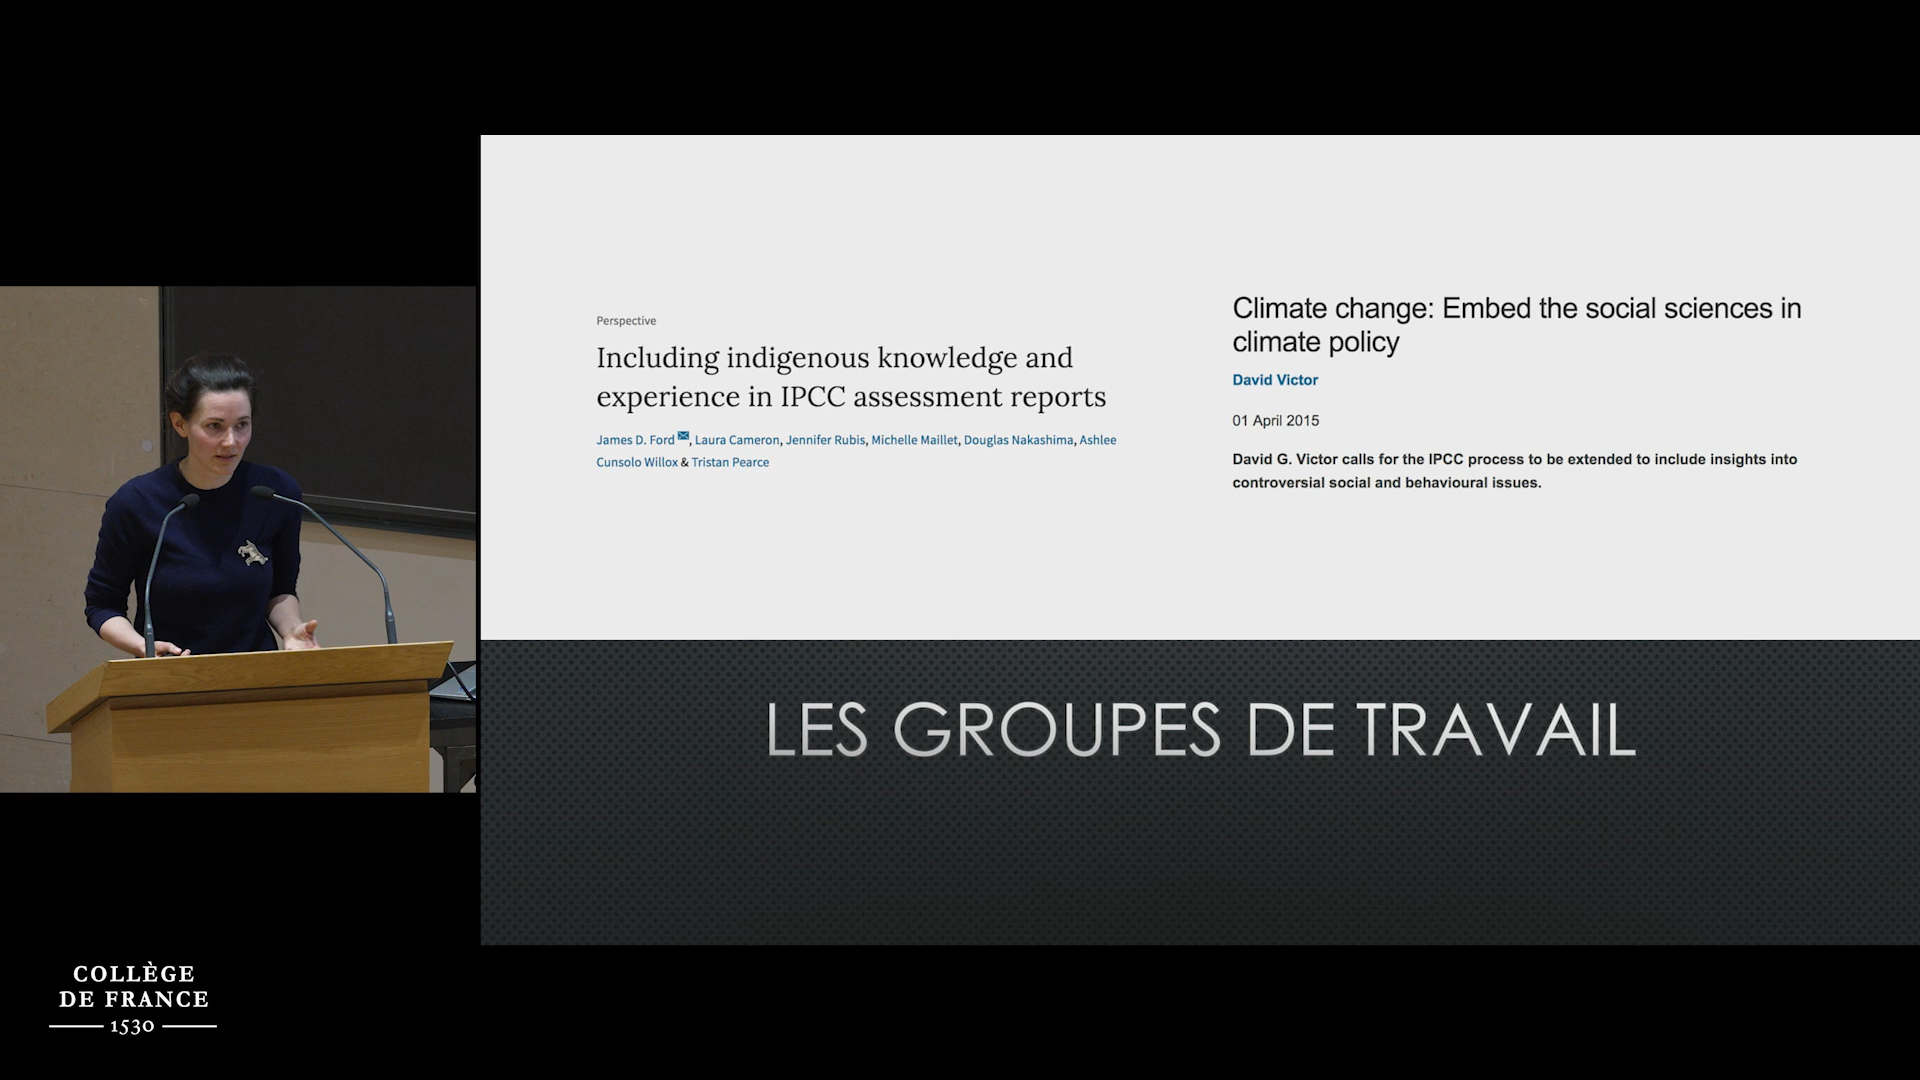 Perspective
Including indigenous knowledge and
experience in IPCC assessment reports
James D. Ford, Laura Cameron, Jennifer Rubis, Michelle Maillet, Douglas Nakashima, Ashlee
Cunsolo Willox & Tristan Pearce
Climate change: Embed the social sciences in
climate policy
David Victor
01 April 2015
David G. Victor calls for the IPCC process to be extended to include insights into
controversial social and behavioural issues.
LES GROUPES DE TRAVAIL
COLLÈGE
DE FRANCE
1530